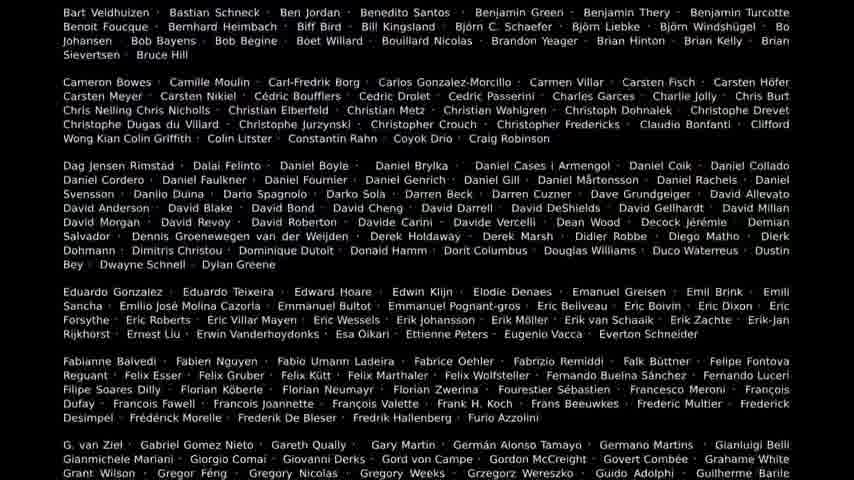 Bart Veldhuizen · Bastian Schneck · Ben Jordan · Benedito Santos · Benjamin Green · Benjamin Thery · Benjamin Turcotte
Benoit Foucque · Bernhard Heimbach · Biff Bird · Bill Kingsland · Bjórn C. Schaefer · Björn Liebke · Björn Windshügel · Bo
Johansen · Bob Bayens · Bob Begine · Boet Willard · Bouillard Nicolas · Brandon Yeager · Brian Hinton · Brian Kelly · Brian
Sievertsen · Bruce Hill
Cameron Bowes · Camille Moulin · Carl-Fredrik Borg · Carlos Gonzalez-Morcillo · Carmen Villar · Carsten Fisch · Carsten Höfer
Carsten Meyer · Carsten Nikiel · Cédric Boufflers · Cedric Drolet · Cedric Passerini · Charles Garces · Charlie Jolly · Chris Burt
Chris Nelling Chris Nicholls · Christian Elberfeld · Christian Metz · Christian Wahlgren · Christoph Dohnalek · Christophe Drevet
Christophe Dugas du Villard · Christophe Jurzynski · Christopher Crouch · Christopher Fredericks · Claudio Bonfanti · Clifford
Wong Kian Colin Griffith · Colin Litster · Constantin Rahn · Coyok Drio · Craig Robinson
Dag Jensen Rimstad · Dalai Felinto · Daniel Boyle · Daniel Brylka · Daniel Cases i Armengol · Daniel Coik · Daniel Collado
Daniel Cordero · Daniel Faulkner · Daniel Fournier · Daniel Genrich · Daniel Gill · Daniel Mårtensson · Daniel Rachels · Daniel
Svensson · Danilo Duina · Dario Spagnolo · Darko Sola · Darren Beck · Darren Cuzner · Dave Grundgeiger · David Allevato
David Anderson · David Blake · David Bond · David Cheng · David Darrell · David DeShields · David Gellhardt · David Millan
David Morgan · David Revoy · David Roberton · Davide Carini · Davide Vercelli · Dean Wood · Decock Jérémie · Demian
Salvador · Dennis Groenewegen van der Weijden · Derek Holdaway · Derek Marsh · Didier Robbe · Diego Matho · Dierk
Dohmann · Dimitris Christou · Dominique Dutoit · Donald Hamm · Dorit Columbus · Douglas Williams · Duco Waterreus · Dustin
Bey · Dwayne Schnell · Dylan Greene
Eduardo Gonzalez · Eduardo Teixeira · Edward Hoare · Edwin Klijn · Elodie Denaes · Emanuel Greisen · Emil Brink · Emili
Sancha · Emilio José Molina Cazorla · Emmanuel Bultot · Emmanuel Poignant-gros · Eric Beliveau · Eric Boivin · Eric Dixon · Eric
Forsythe · Eric Roberts · Eric Villar Mayen · Eric Wessels · Erik Johansson · Erik Möller · Erik van Schaaik · Erik Zachte · Erik-Jan
Rijkhorst · Ernest Liu · Erwin Vanderhoydonks · Esa Oikari · Ettienne Peters · Eugenio Vacca · Everton Schneider
Fabianne Balvedi · Fabien Nguyen · Fabio Umann Ladeira · Fabrice Oehler · Fabrizio Remiddi · Falk Büttner · Felipe Fontova
Reguant · Felix Esser · Felix Gruber · Felix Kütt · Felix Marthaler · Felix Wolfsteller · Fernando Buelna Sánchez · Fernando Luceri
Filipe Soares Dilly · Florian Köberle · Florian Neumayr · Florian Zwerina · Fourestier Sébastien · Francesco Meroni · François
Dufay · Francois Fawell · Francois Joannette · François Valette · Frank H. Koch · Frans Beeuwkes · Frederic Multier · Frederick
Desimpel · Frédérick Morelle · Frederik De Bleser · Fredrik Hallenberg · Furio Azzolini
G. van Ziel · Gabriel Gomez Nieto · Gareth Qually · Gary Martin · Germán Alonso Tamayo · Germano Martins · Gianluigi Belli
Gianmichele Mariani · Giorgio Comai · Giovanni Derks · Gord von Campe · Gordon McCreight · Govert Combée · Grahame White
Grant Wilson · Gregor Féng · Gregory Nicolas · Gregory Weeks · Grzegorz Wereszko · Guido Adolphi · Guilherme Barile